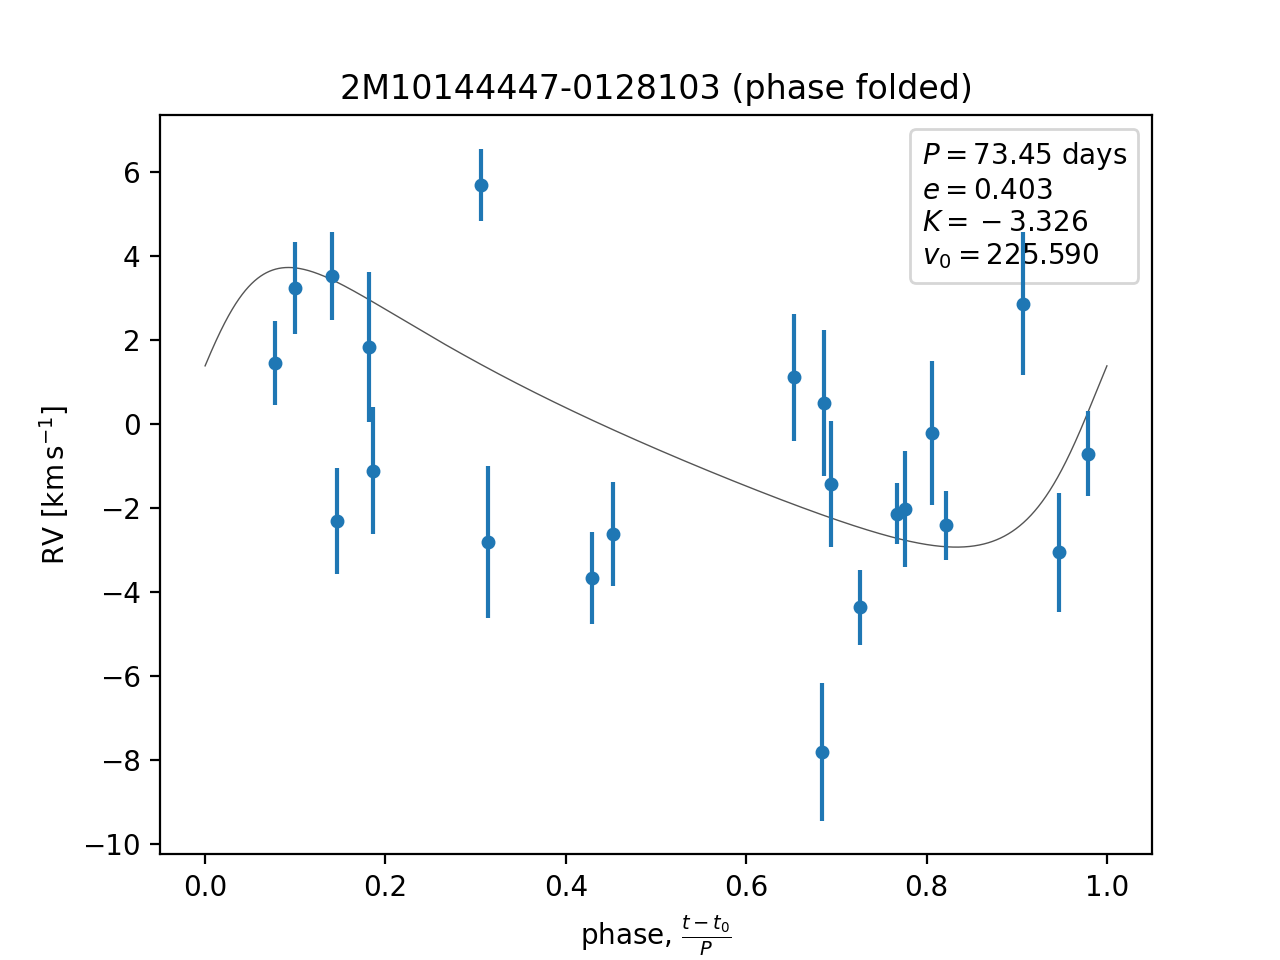 2M10144447-0128103 (phase folded)
P = 73.45 days
e = 0.403
K = −3.326
v₀ = 225.590
6
4
2
0
−2
−4
−6
−8
−10
RV [km s⁻¹]
0.0 0.2 0.4 0.6 0.8 1.0
phase, (t − t₀)/P